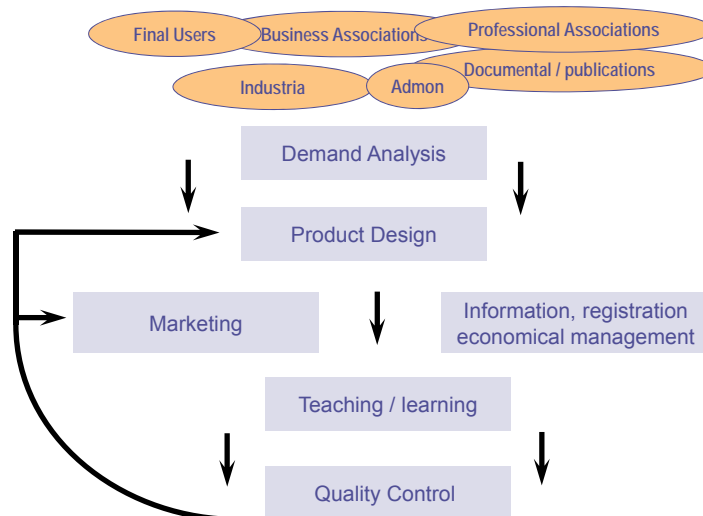 Final Users
Business Associations
Professional Associations
Industria
Admon
Documental / publications
Demand Analysis
Product Design
Marketing
Information, registration
economical management
Teaching / learning
Quality Control